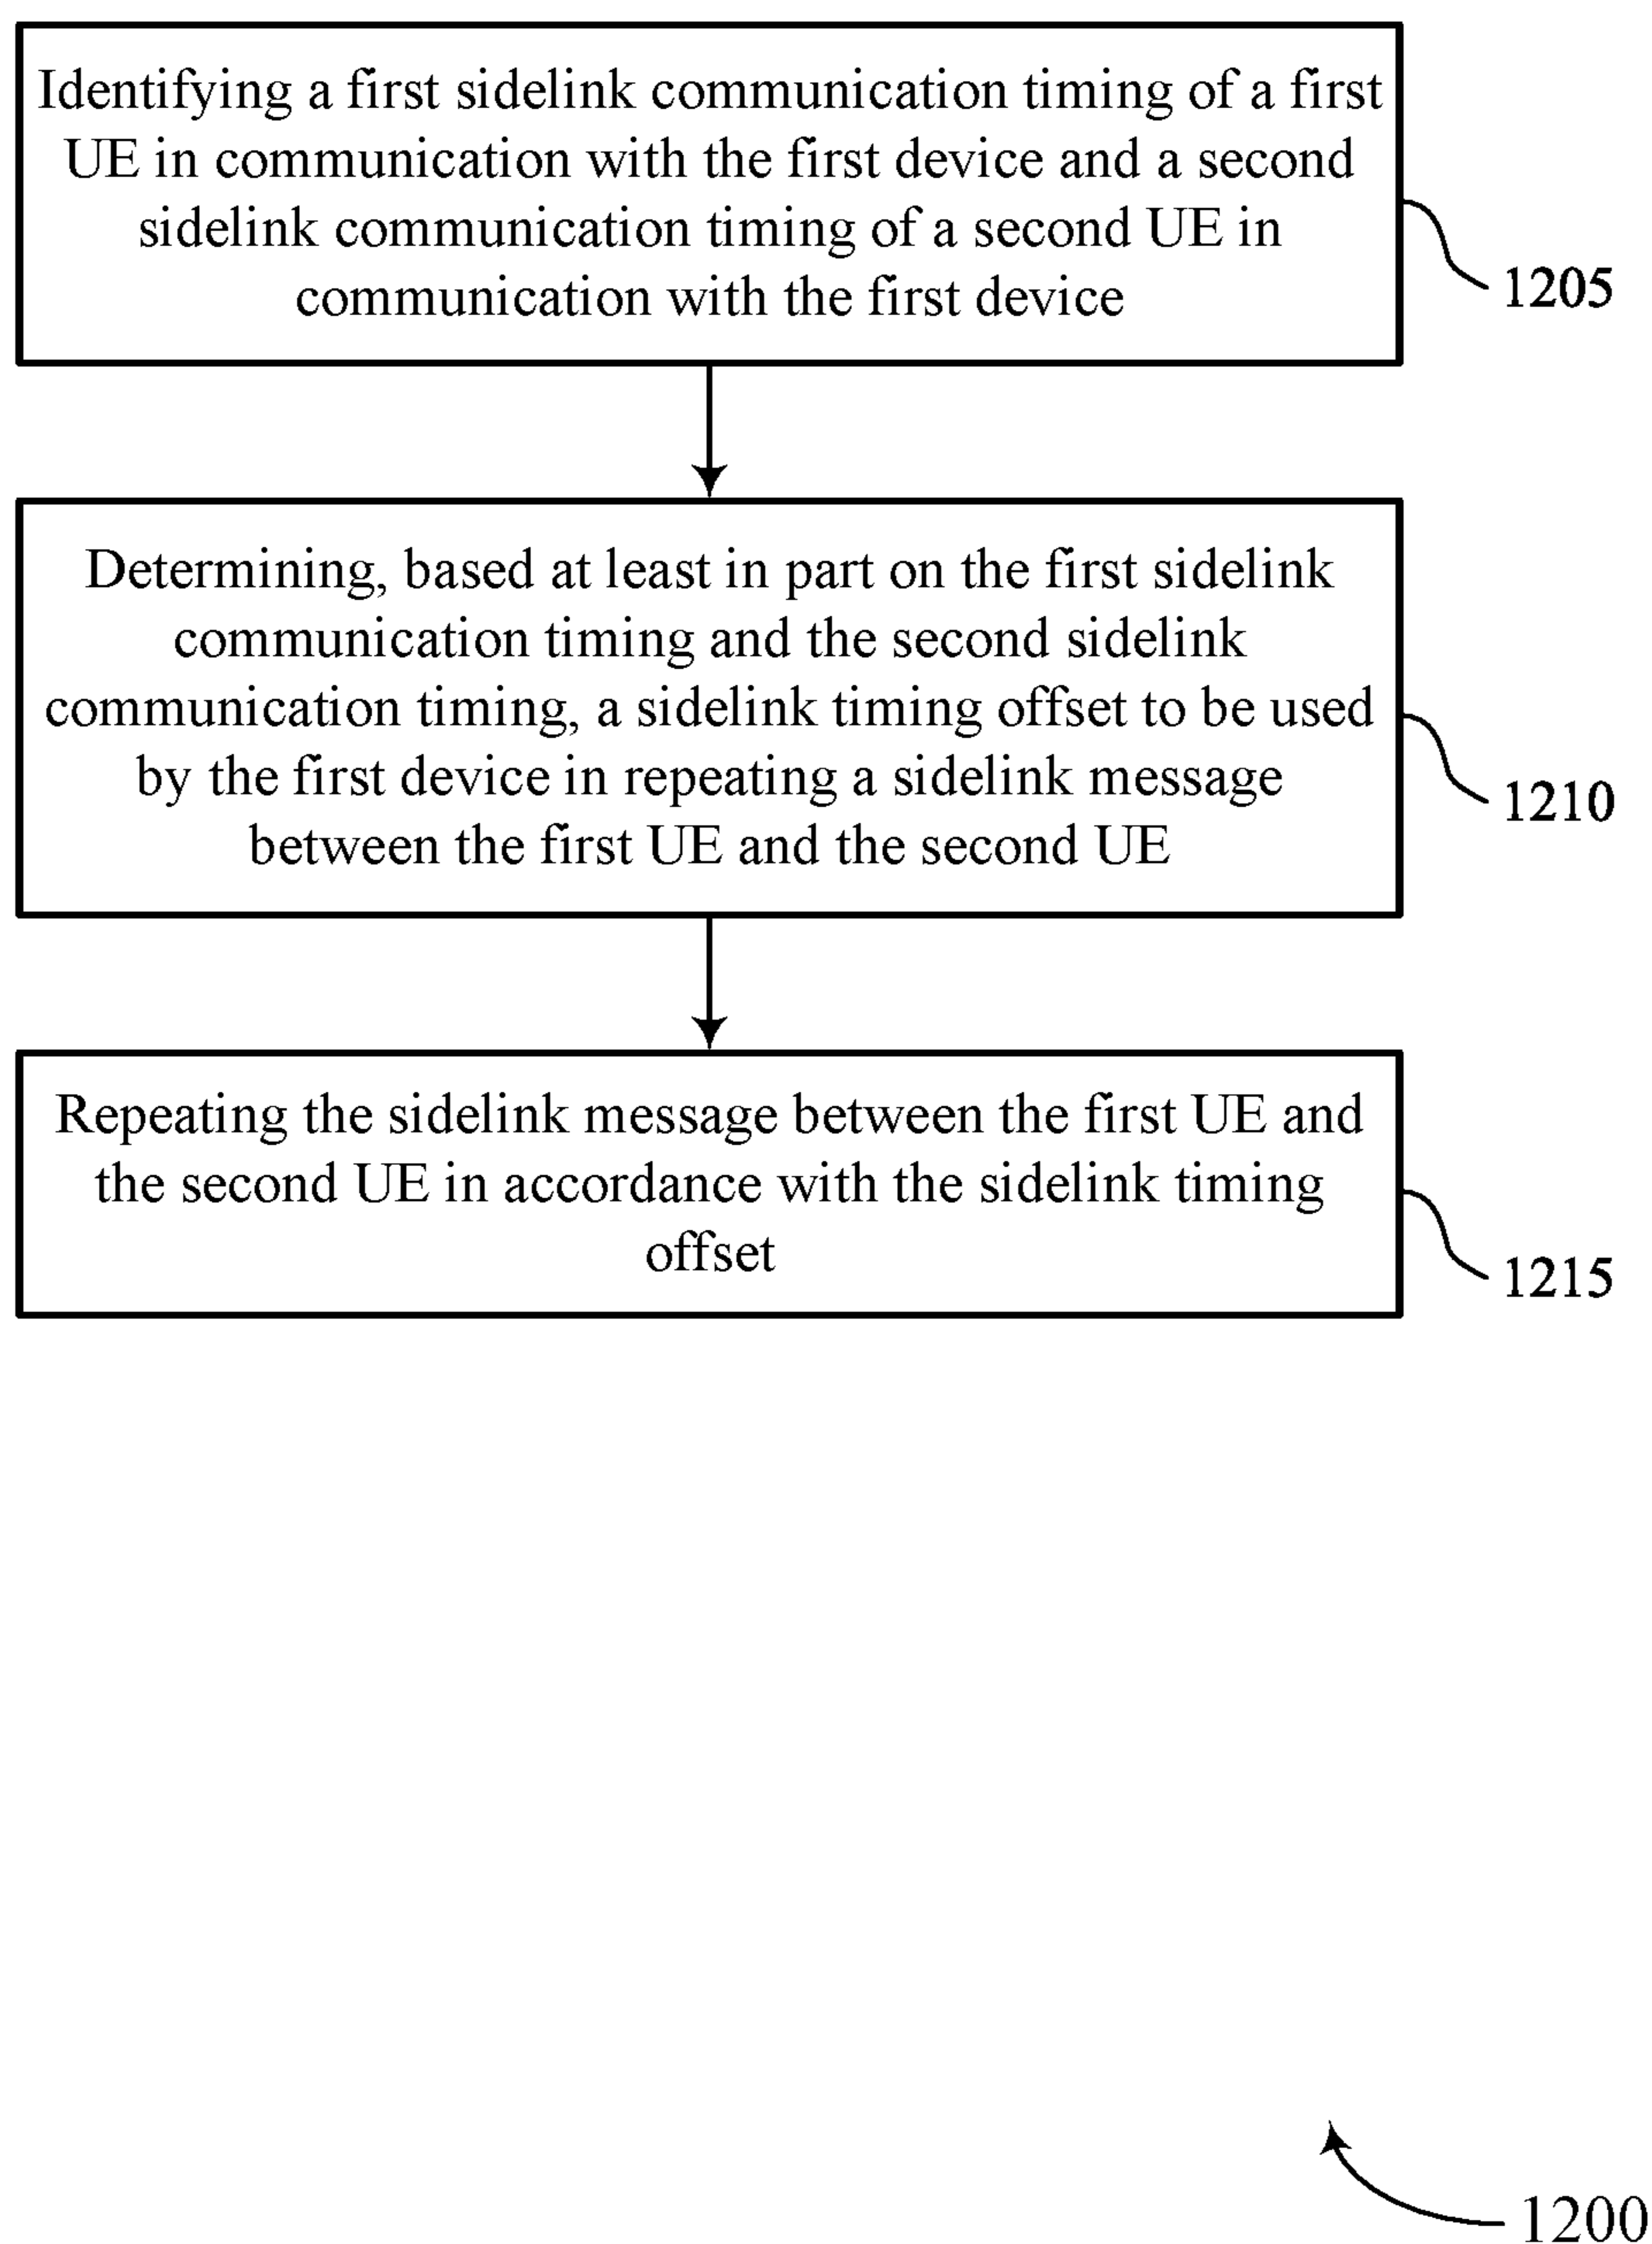 Identifying a first sidelink communication timing of a first
UE in communication with the first device and a second
sidelink communication timing of a second UE in
communication with the first device
1205
Determining, based at least in part on the first sidelink
communication timing and the second sidelink
communication timing, a sidelink timing offset to be used
by the first device in repeating a sidelink message
between the first UE and the second UE
1210
Repeating the sidelink message between the first UE and
the second UE in accordance with the sidelink timing
offset
1215
1200